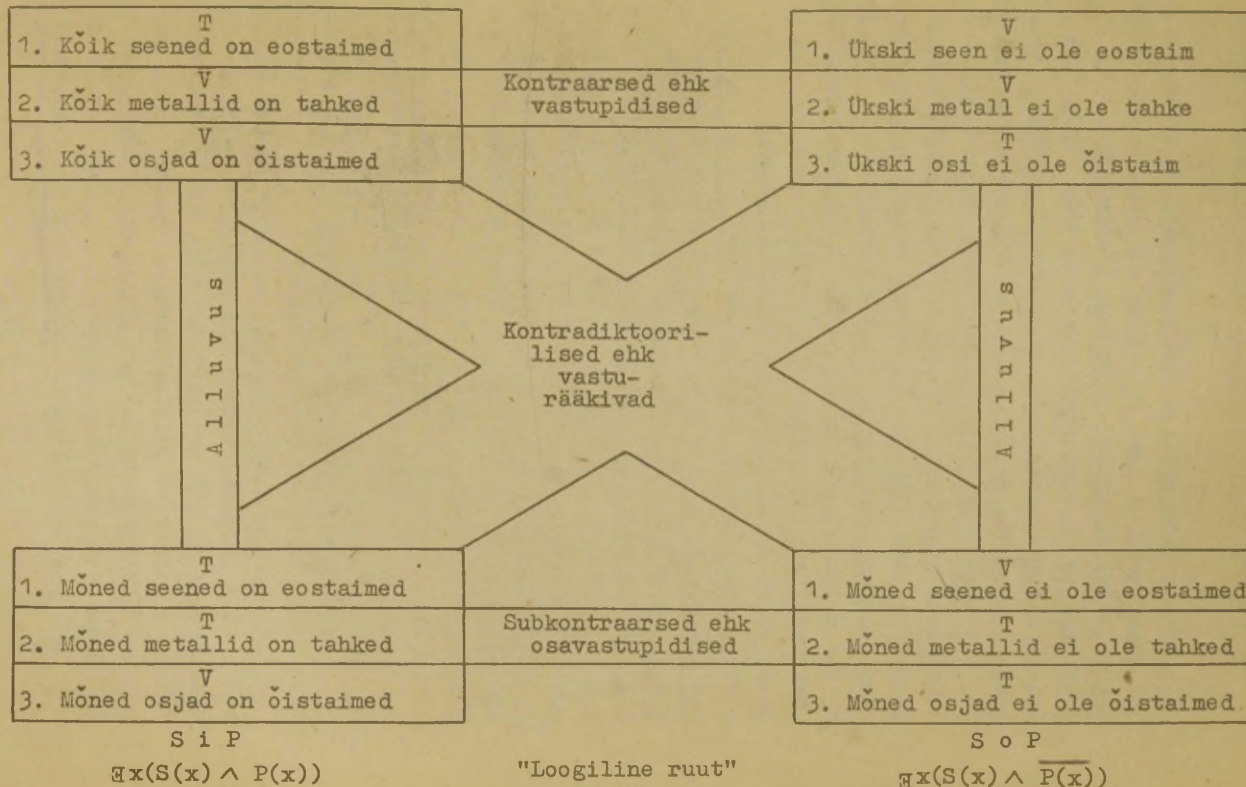 T
1. Kõik seened on eostaimed
V
2. Kõik metallid on tahked
V
3. Kõik osjad on õistaimed
Kontraarsed ehk
vastupidised
V
1. Ükski seen ei ole eostaim
V
2. Ükski metall ei ole tahke
T
3. Ükski osi ei ole õistaim
Alluvus
Kontradiktoori-
lised ehk
vastu-
rääkivad
Alluvus
T
1. Mõned seened on eostaimed
T
2. Mõned metallid on tahked
V
3. Mõned osjad on õistaimed
Subkontraarsed ehk
osavastupidised
V
1. Mõned seened ei ole eostaimed
T
2. Mõned metallid ei ole tahked
T
3. Mõned osjad ei ole õistaimed
S i P
∃x(S(x) ∧ P(x))
"Loogiline ruut"
S o P
∃x(S(x) ∧ P̅(̅x̅)̅)